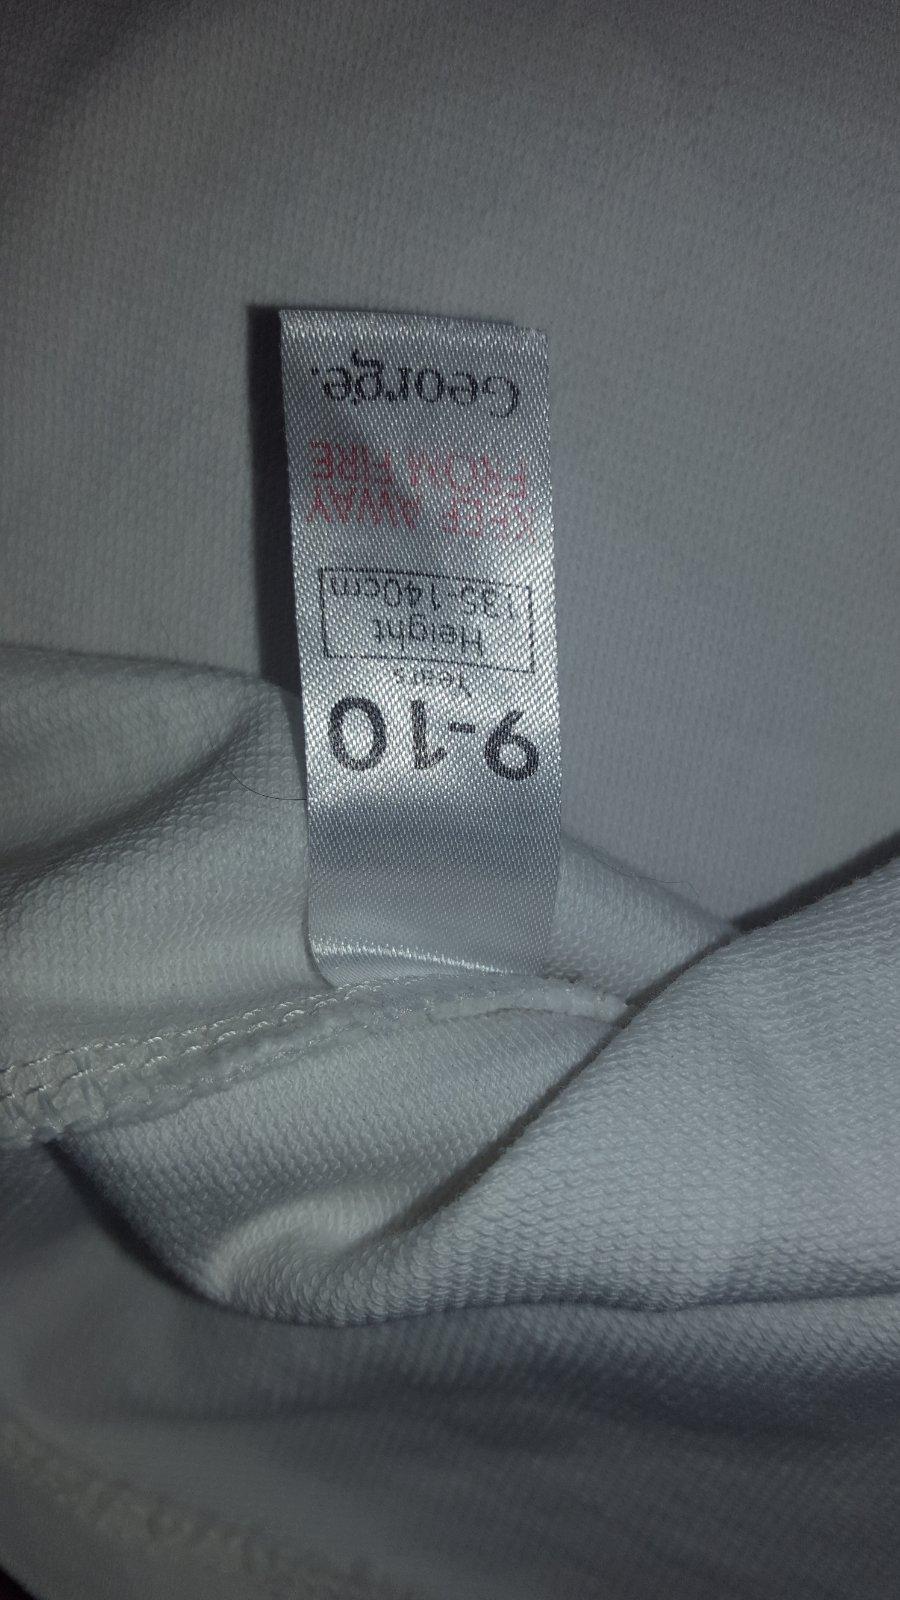 George.
KEEP AWAY
FROM FIRE
135-140cm
Height
Years
9-10